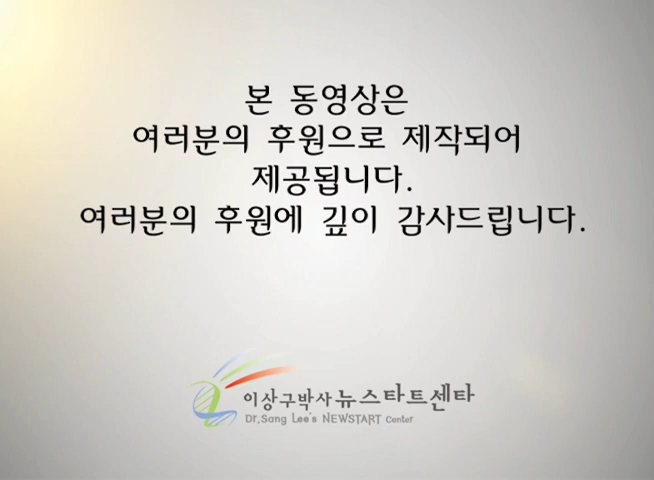 본 동영상은
여러분의 후원으로 제작되어
제공됩니다.
여러분의 후원에 깊이 감사드립니다.
이상구박사 뉴스타트센타
Dr,Sang Lee's NEWSTART Center